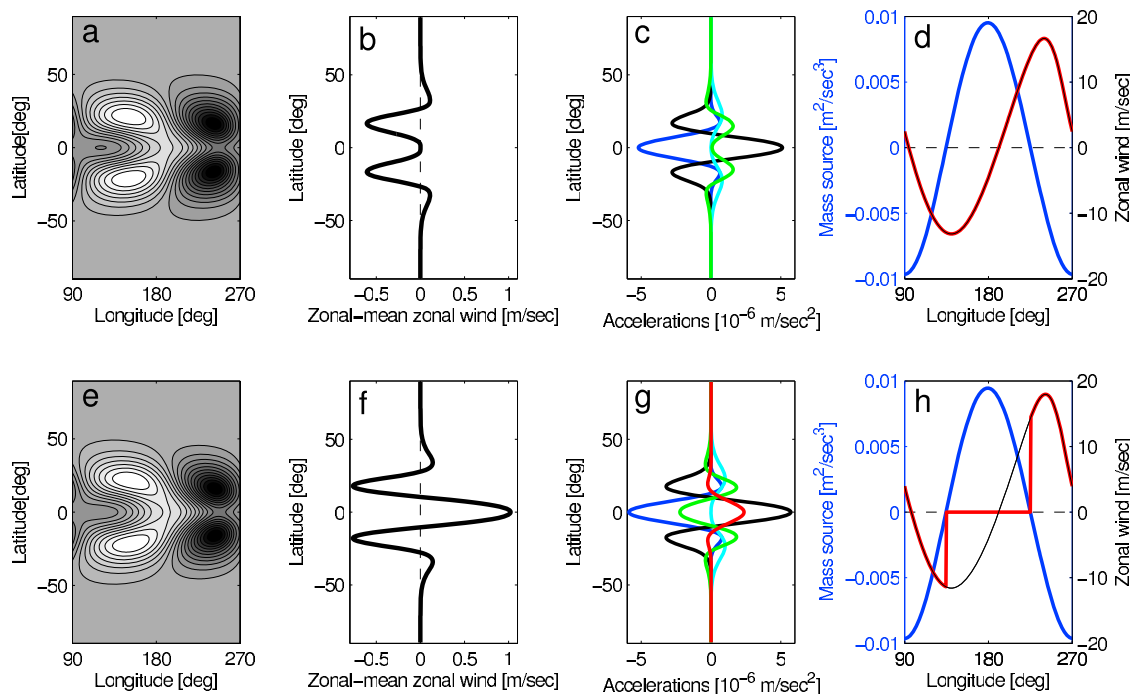 a
Latitude[deg]
50
0
−50
90
180
270
Longitude [deg]
b
Latitude [deg]
50
0
−50
−0.5
0
0.5
1
Zonal−mean zonal wind [m/sec]
c
Latitude [deg]
50
0
−50
−5
0
5
Accelerations [10−6 m/sec2]
d
Mass source [m2/sec3]
0.01
0.005
0
−0.005
−0.01
90
180
270
Longitude [deg]
20
10
0
−10
−20
Zonal wind [m/sec]
e
Latitude[deg]
50
0
−50
90
180
270
Longitude [deg]
f
Latitude [deg]
50
0
−50
−0.5
0
0.5
1
Zonal−mean zonal wind [m/sec]
g
Latitude [deg]
50
0
−50
−5
0
5
Accelerations [10−6 m/sec2]
h
Mass source [m2/sec3]
0.01
0.005
0
−0.005
−0.01
90
180
270
Longitude [deg]
20
10
0
−10
−20
Zonal wind [m/sec]